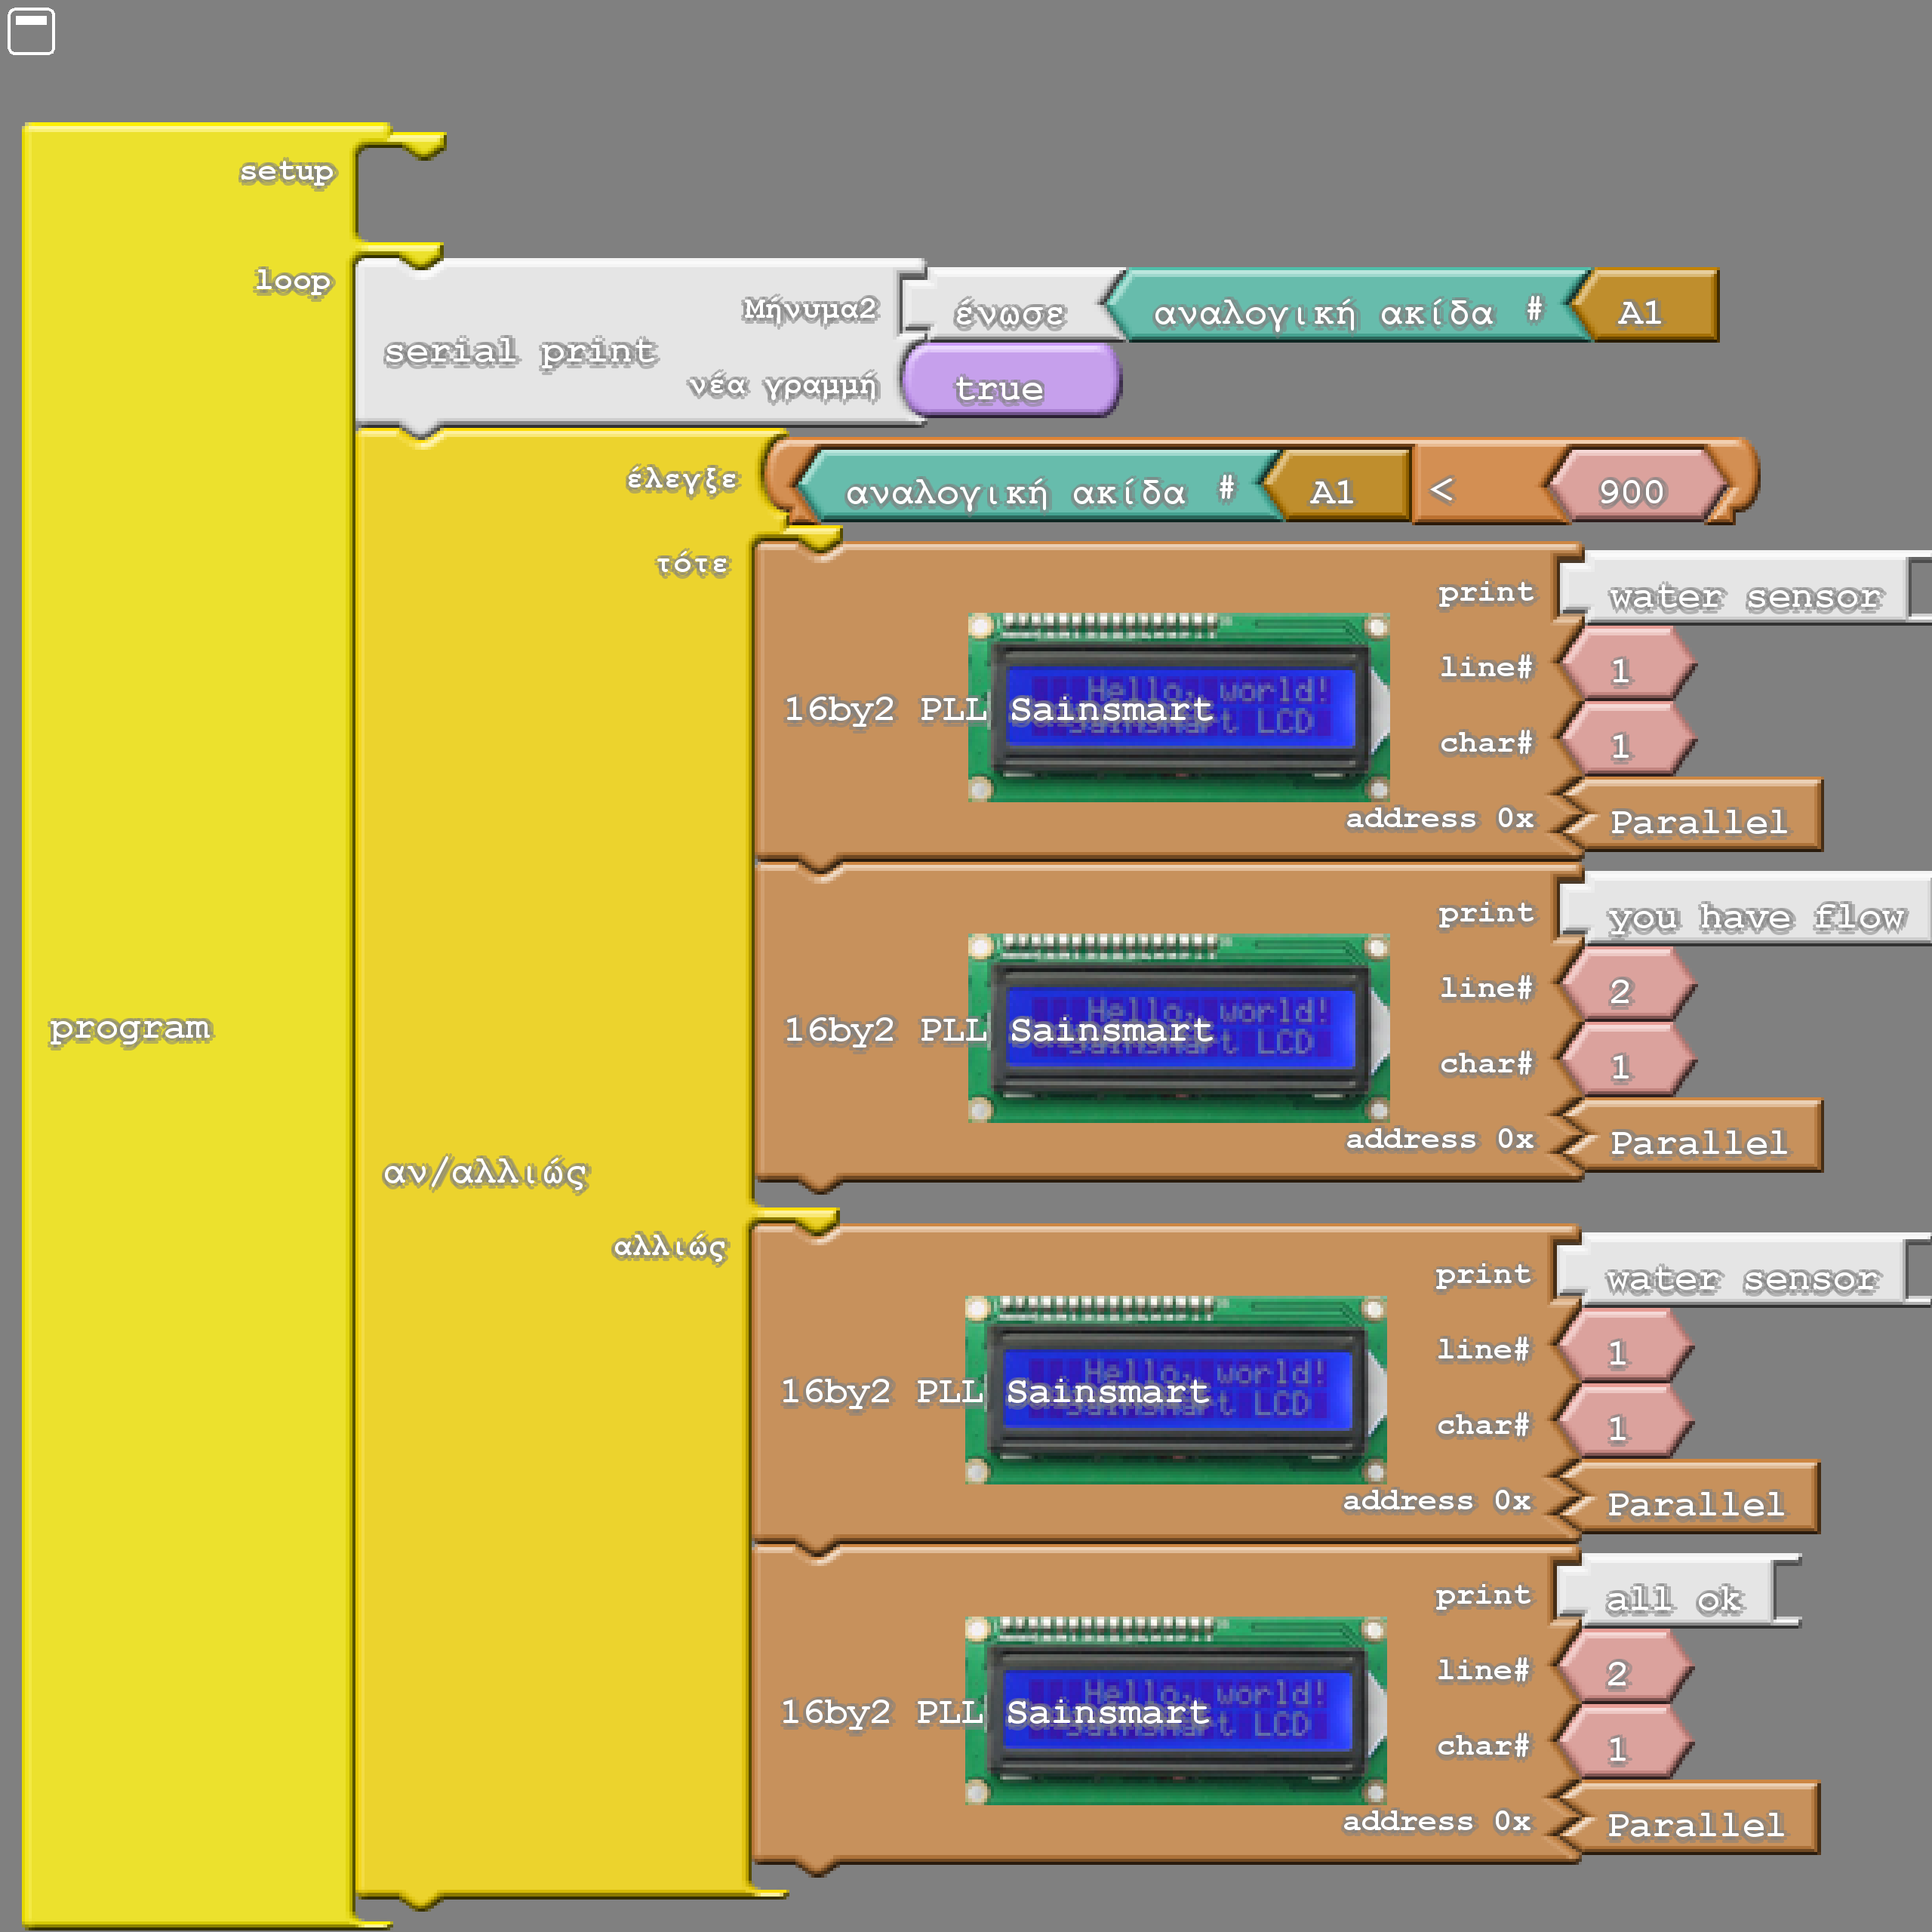 setup
loop
serial print
Μήνυμα2
ένωσε
αναλογική ακίδα #
A1
νέα γραμμή
true
program
αν/αλλιώς
έλεγξε
αναλογική ακίδα #
A1
<
900
τότε
16by2 PLL Sainsmart
Hello, world!
LCD
print
water sensor
line#
1
char#
1
address 0x
Parallel
16by2 PLL Sainsmart
Hello, world!
LCD
print
you have flow
line#
2
char#
1
address 0x
Parallel
αλλιώς
16by2 PLL Sainsmart
Hello, world!
LCD
print
water sensor
line#
1
char#
1
address 0x
Parallel
16by2 PLL Sainsmart
Hello, world!
LCD
print
all ok
line#
2
char#
1
address 0x
Parallel